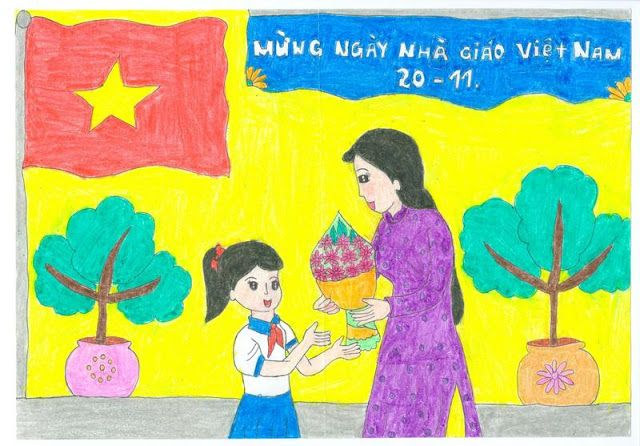 MỪNG NGÀY NHÀ GIÁO VIỆT NAM
20-11.